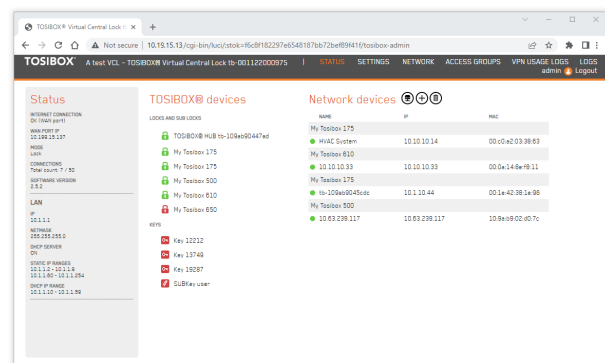 TOSIBOX® Virtual Central Lock
Not secure | 10.19.15.13/cgi-bin/luci/;stok=f6c8f182297e6548187bb72bef89f41f/tosibox-admin
TOSIBOX® A test VCL – TOSIBOX® Virtual Central Lock tb-001122000975 | STATUS SETTINGS NETWORK ACCESS GROUPS VPN USAGE LOGS LOGS
admin Logout
Status
INTERNET CONNECTION
OK (WAN port)
WAN PORT IP
10.199.15.137
MODE
Lock
CONNECTIONS
Total count: 7 / 50
SOFTWARE VERSION
2.5.2
LAN
IP
10.1.1.1
NETMASK
255.255.255.0
DHCP SERVER
ON
STATIC IP RANGES
10.1.1.2 - 10.1.1.9
10.1.1.60 - 10.1.1.254
DHCP IP RANGE
10.1.1.10 - 10.1.1.59
TOSIBOX® devices
LOCKS AND SUB LOCKS
TOSIBOX® HUB tb-109ab90447ad
My Tosibox 175
My Tosibox 175
My Tosibox 500
My Tosibox 610
My Tosibox 650
KEYS
Key 12212
Key 13749
Key 19287
SUBKey user
Network devices
NAME IP MAC
My Tosibox 175
HVAC System 10.10.10.14 00:c0:a2:03:38:63
My Tosibox 610
10.10.10.33 10.10.10.33 00:0a:14:8e:f9:11
My Tosibox 175
tb-109ab9045cdc 10.1.10.44 00:1e:42:38:1e:96
My Tosibox 500
10.63.239.117 10.63.239.117 10:9a:b9:02:d0:7c